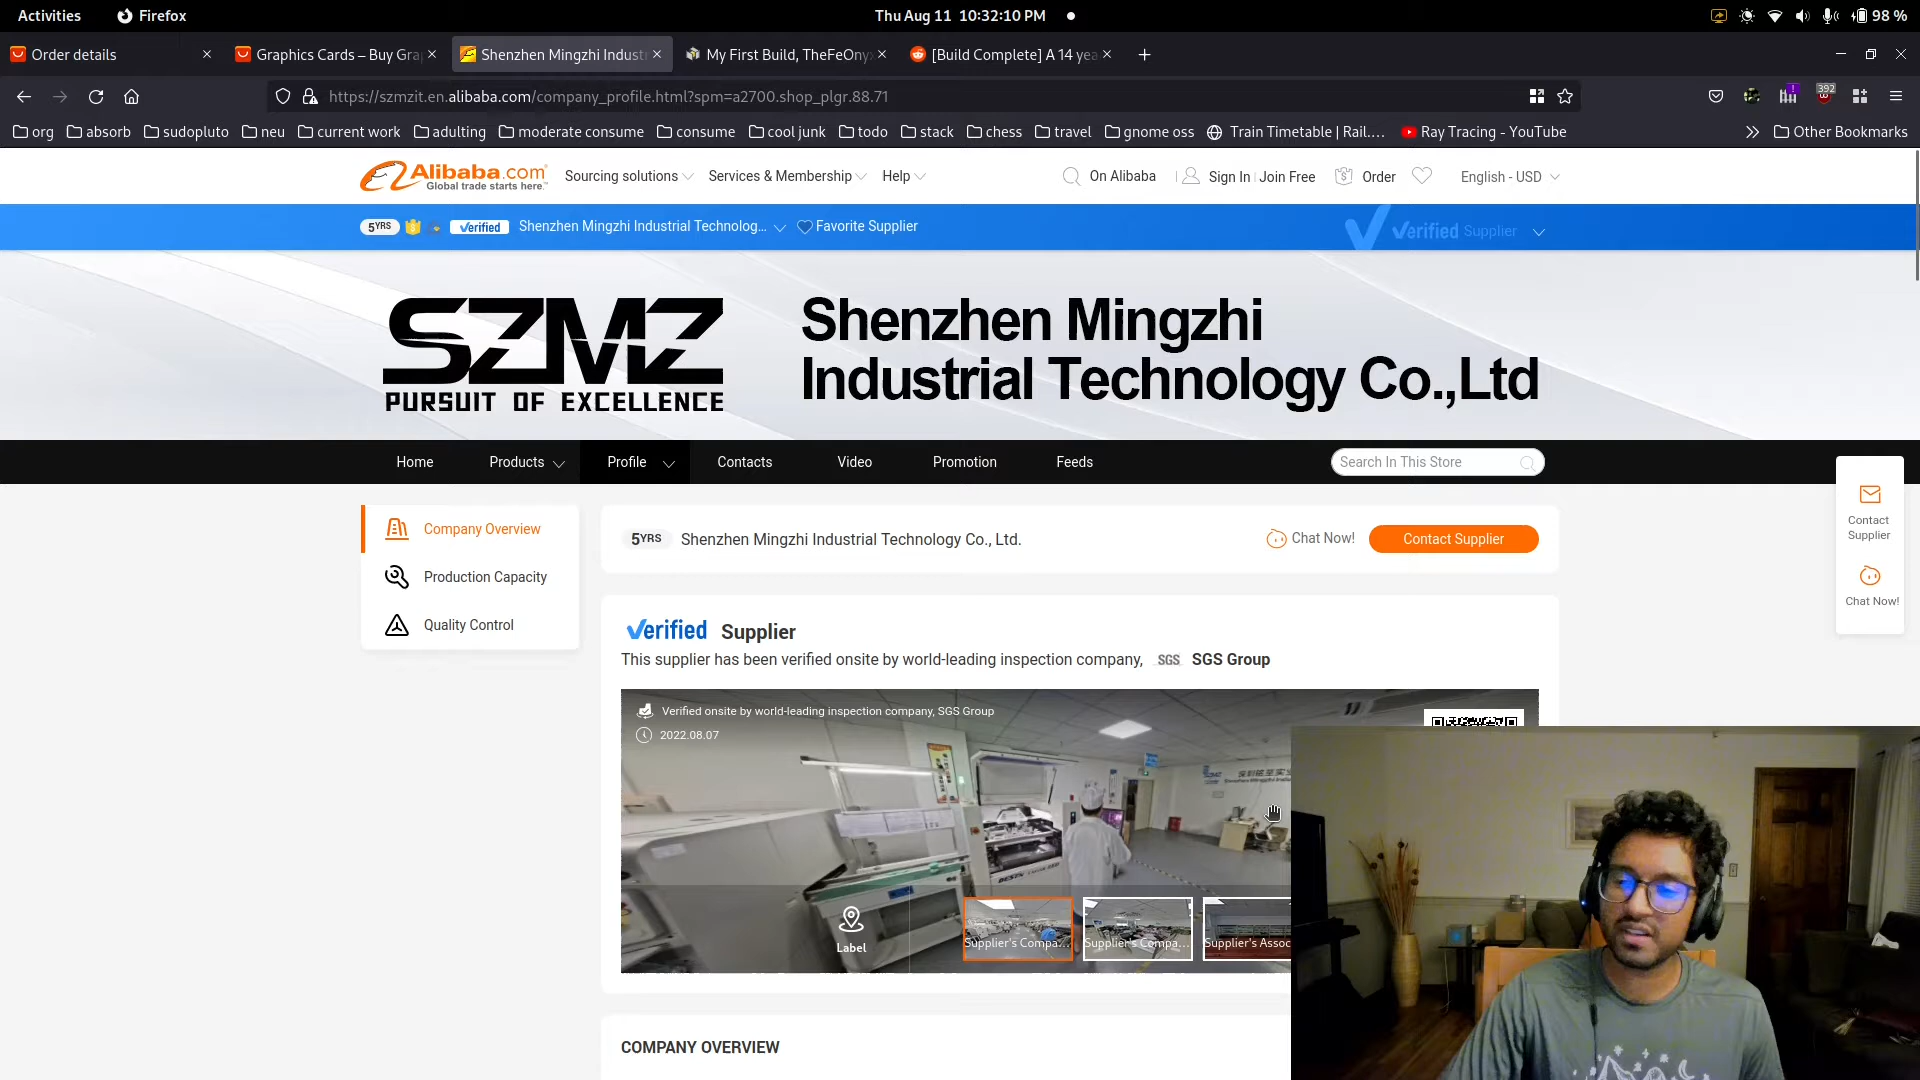 Activities
Firefox
Thu Aug 11 10:32:10 PM
98 %
Order details
Graphics Cards – Buy Gra
Shenzhen Mingzhi Indust
My First Build, TheFeOny
[Build Complete] A 14 yea
https://szmzit.en.alibaba.com/company_profile.html?spm=a2700.shop_plgr.88.71
392
org
absorb
sudopluto
neu
current work
adulting
moderate consume
consume
cool junk
todo
stack
chess
travel
gnome oss
Train Timetable | Rail....
Ray Tracing - YouTube
Other Bookmarks
Alibaba.com
Global trade starts here.
Sourcing solutions
Services & Membership
Help
On Alibaba
Sign In
Join Free
Order
English - USD
5YRS
Verified
Shenzhen Mingzhi Industrial Technolog...
Favorite Supplier
Verified Supplier
SZMZ
PURSUIT OF EXCELLENCE
Shenzhen Mingzhi
Industrial Technology Co.,Ltd
Home
Products
Profile
Contacts
Video
Promotion
Feeds
Search In This Store
Contact
Supplier
Chat Now!
Company Overview
Production Capacity
Quality Control
5YRS
Shenzhen Mingzhi Industrial Technology Co., Ltd.
Chat Now!
Contact Supplier
Verified Supplier
This supplier has been verified onsite by world-leading inspection company, SGS SGS Group
Verified onsite by world-leading inspection company, SGS Group
2022.08.07
Label
Supplier's Compa...
Supplier's Compa...
Supplier's Assoc
COMPANY OVERVIEW